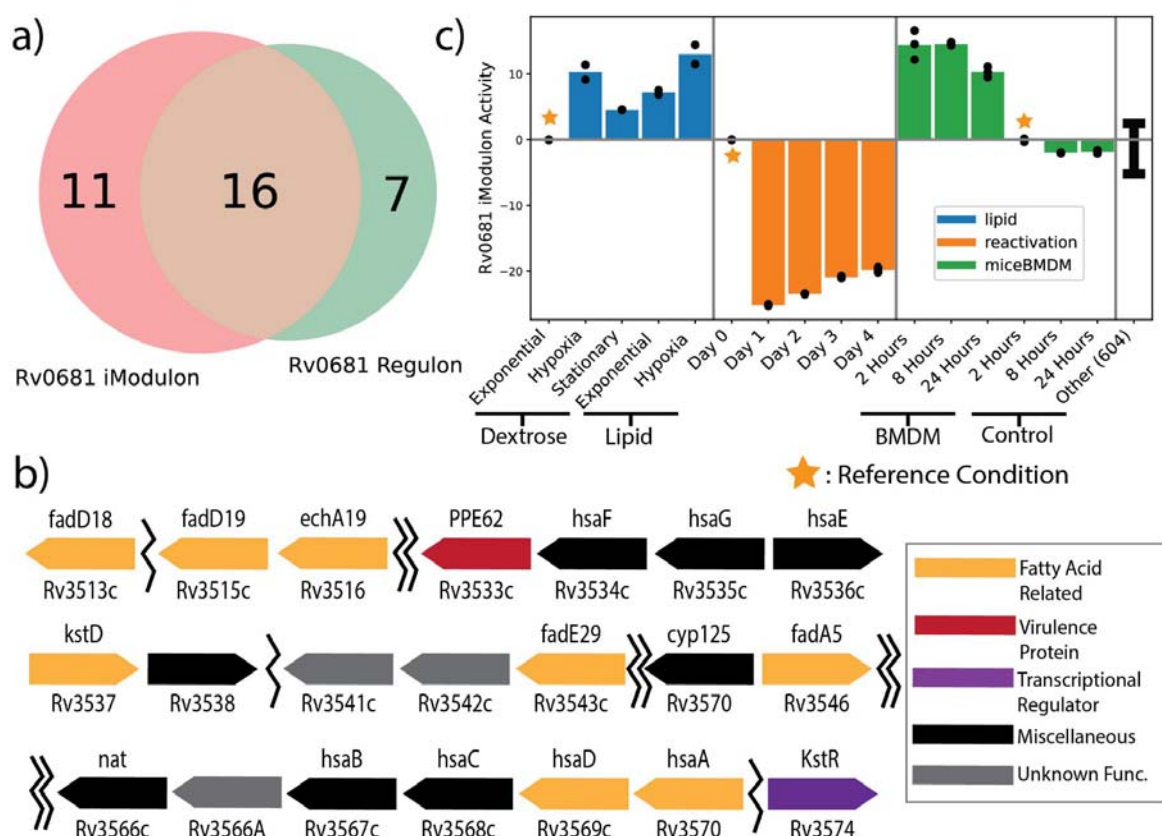 a)
11
16
7
Rv0681 iModulon
Rv0681 Regulon
c)
Rv0681 iModulon Activity
10
0
−10
−20
lipid
reactivation
miceBMDM
Exponential
Hypoxia
Stationary
Exponential
Hypoxia
Day 0
Day 1
Day 2
Day 3
Day 4
2 Hours
8 Hours
24 Hours
2 Hours
8 Hours
24 Hours
Other (604)
Dextrose
Lipid
BMDM
Control
: Reference Condition
b)
fadD18 fadD19 echA19 PPE62 hsaF hsaG hsaE
Rv3513c Rv3515c Rv3516 Rv3533c Rv3534c Rv3535c Rv3536c
kstD fadE29 cyp125 fadA5
Rv3537 Rv3538 Rv3541c Rv3542c Rv3543c Rv3570 Rv3546
nat hsaB hsaC hsaD hsaA KstR
Rv3566c Rv3566A Rv3567c Rv3568c Rv3569c Rv3570 Rv3574
Fatty Acid
Related
Virulence
Protein
Transcriptional
Regulator
Miscellaneous
Unknown Func.